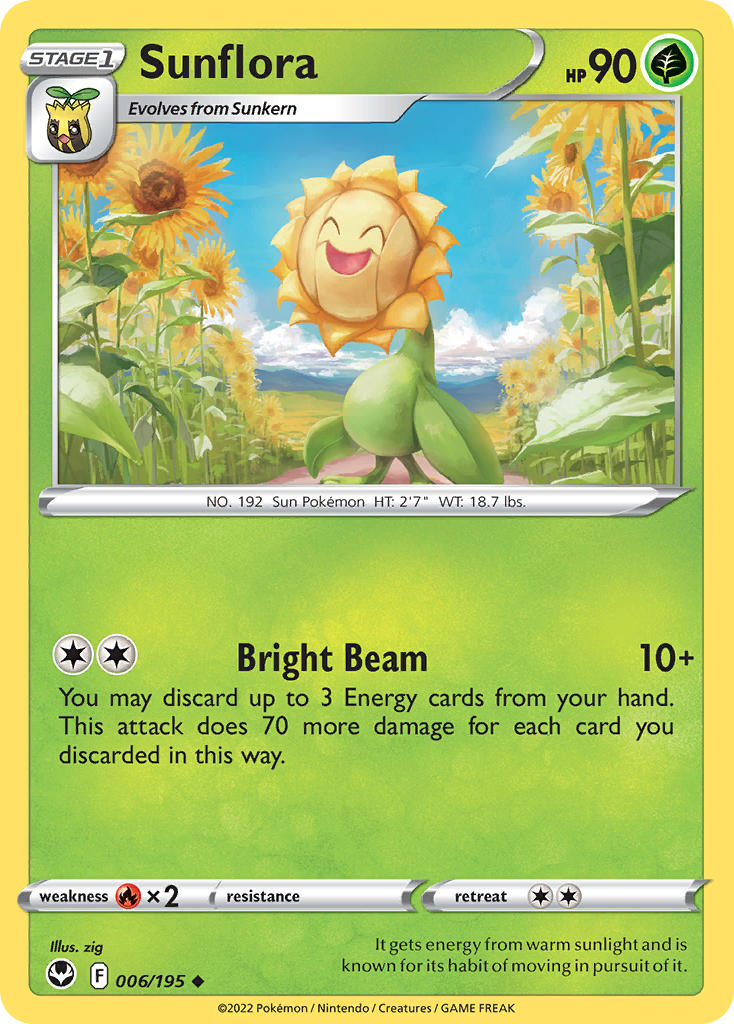 STAGE1
Sunflora
HP90
Evolves from Sunkern
NO. 192 Sun Pokémon HT: 2'7" WT: 18.7 lbs.
Bright Beam 10+
You may discard up to 3 Energy cards from your hand.
This attack does 70 more damage for each card you
discarded in this way.
weakness ×2 resistance retreat
Illus. zig
It gets energy from warm sunlight and is
known for its habit of moving in pursuit of it.
F 006/195
©2022 Pokémon / Nintendo / Creatures / GAME FREAK